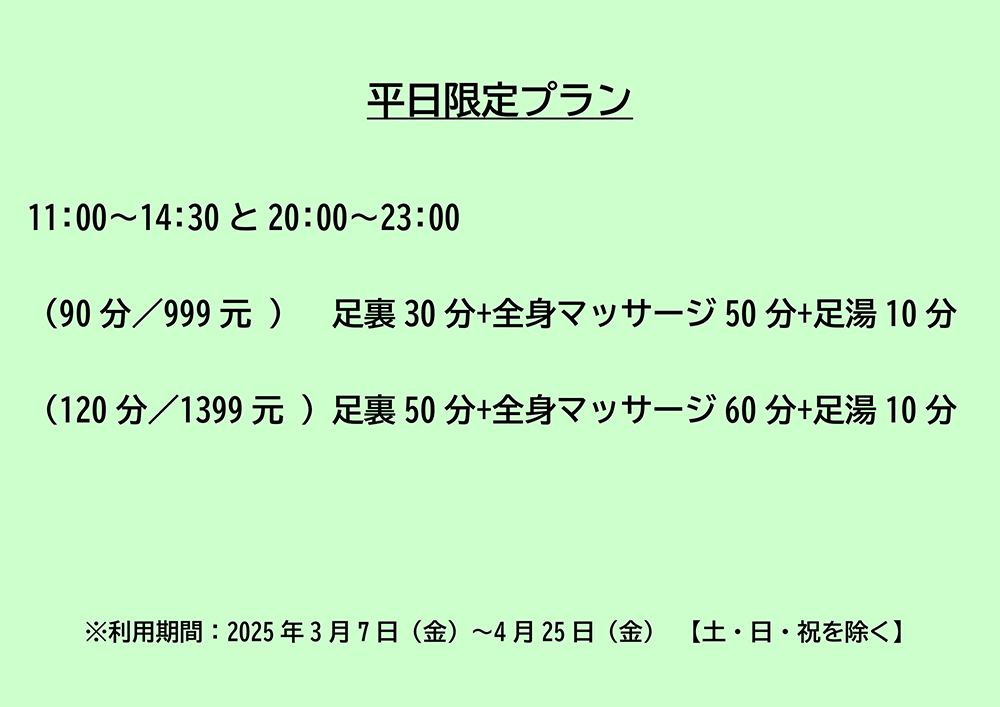 平日限定プラン
11：00～14：30 と 20：00～23：00
（90 分／999 元 ）　足裏 30 分+全身マッサージ 50 分+足湯 10 分
（120 分／1399 元 ）足裏 50 分+全身マッサージ 60 分+足湯 10 分
※利用期間：2025 年 3 月 7 日（金）～4 月 25 日（金）　【土・日・祝を除く】